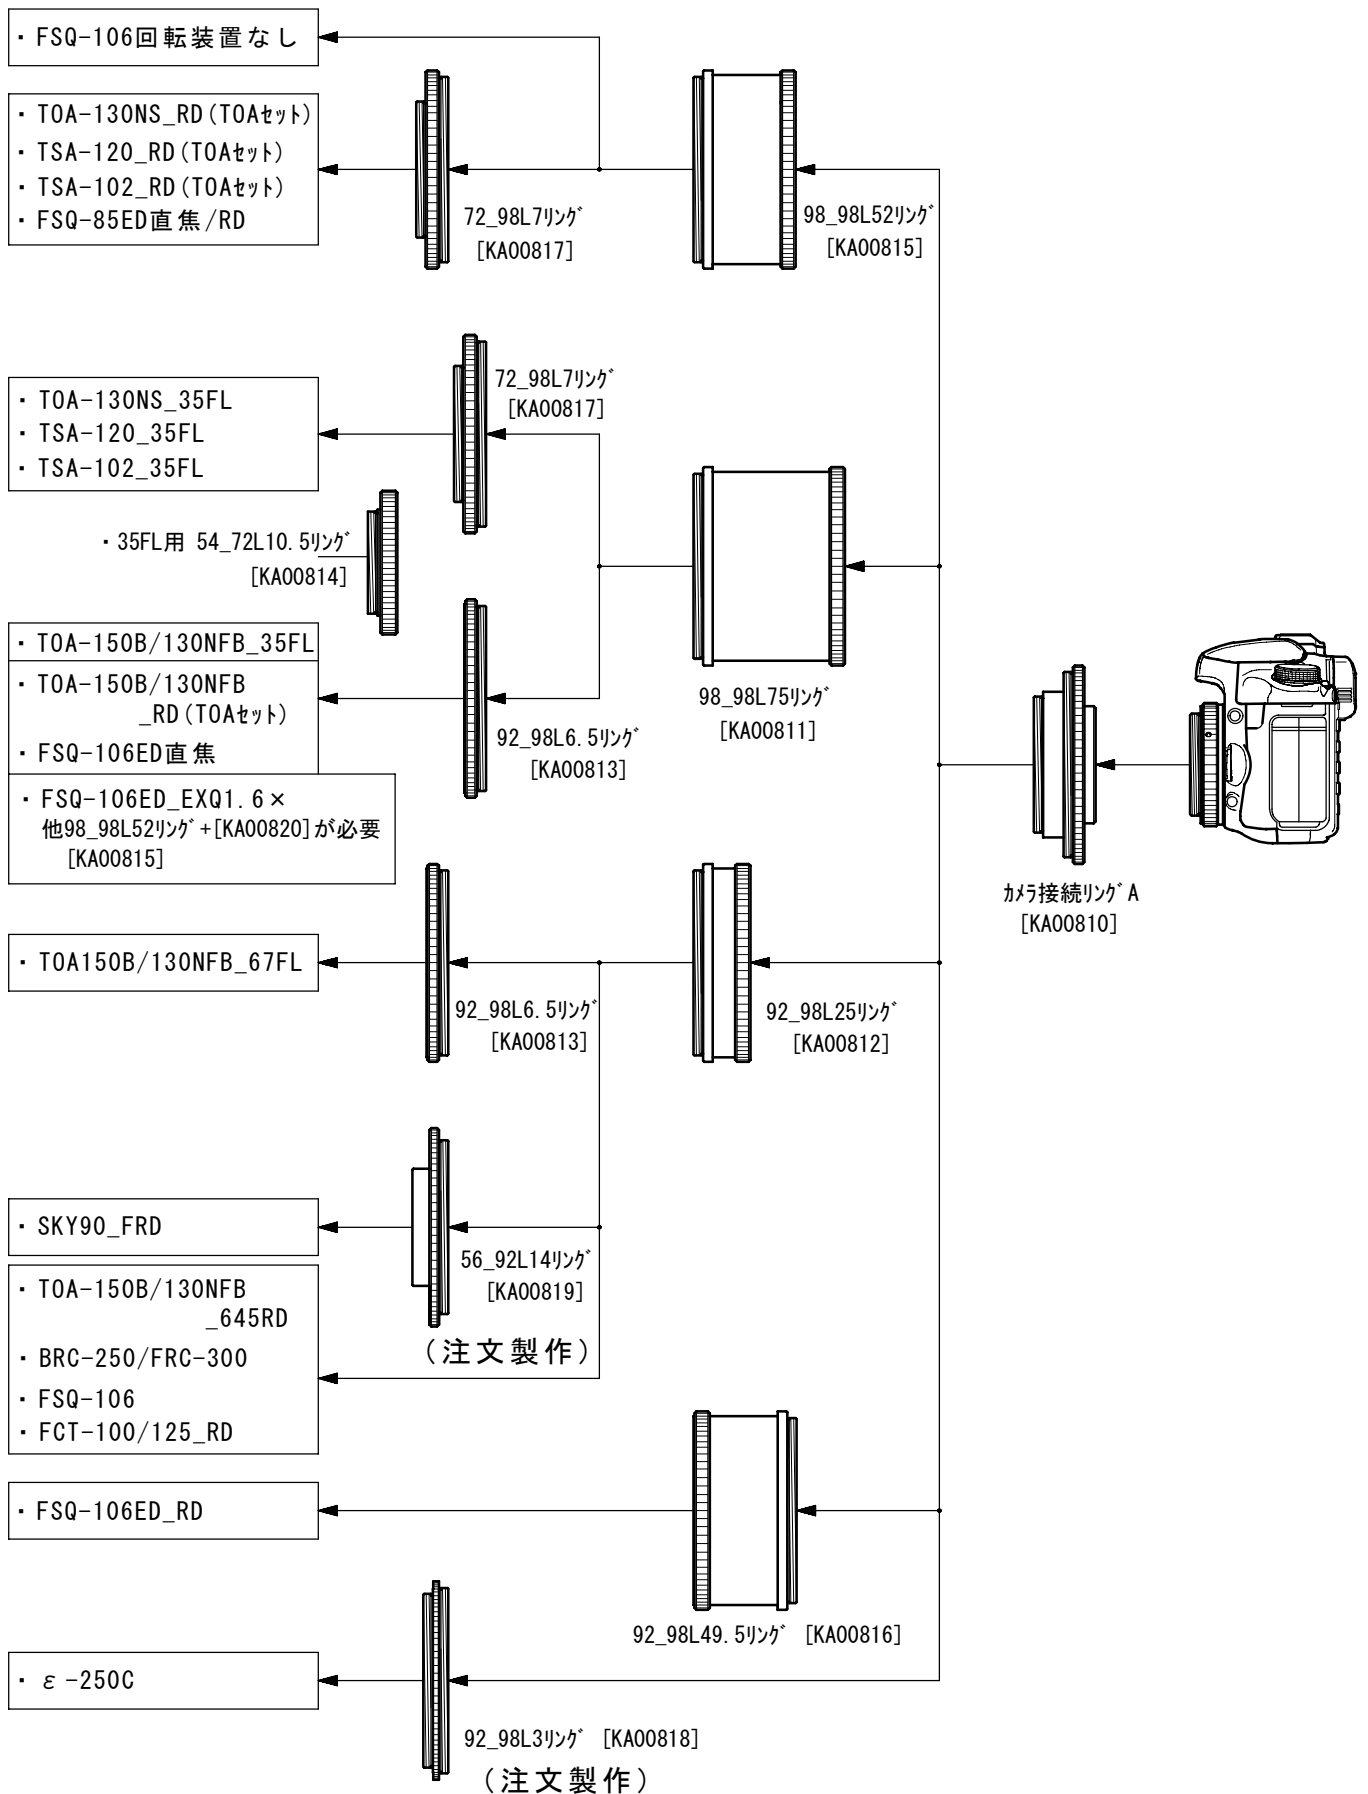 ・FSQ-106回転装置なし
・TOA-130NS_RD(TOAｾｯﾄ)
・TSA-120_RD(TOAｾｯﾄ)
・TSA-102_RD(TOAｾｯﾄ)
・FSQ-85ED直焦/RD
72_98L7ﾘﾝｸﾞ
[KA00817]
98_98L52ﾘﾝｸﾞ
[KA00815]
・TOA-130NS_35FL
・TSA-120_35FL
・TSA-102_35FL
72_98L7ﾘﾝｸﾞ
[KA00817]
・35FL用 54_72L10.5ﾘﾝｸﾞ
[KA00814]
・TOA-150B/130NFB_35FL
・TOA-150B/130NFB
_RD(TOAｾｯﾄ)
・FSQ-106ED直焦
・FSQ-106ED_EXQ1.6×
他98_98L52ﾘﾝｸﾞ+[KA00820]が必要
[KA00815]
92_98L6.5ﾘﾝｸﾞ
[KA00813]
98_98L75ﾘﾝｸﾞ
[KA00811]
ｶﾒﾗ接続ﾘﾝｸﾞA
[KA00810]
・TOA150B/130NFB_67FL
92_98L6.5ﾘﾝｸﾞ
[KA00813]
92_98L25ﾘﾝｸﾞ
[KA00812]
・SKY90_FRD
56_92L14ﾘﾝｸﾞ
[KA00819]
(注文製作)
・TOA-150B/130NFB
_645RD
・BRC-250/FRC-300
・FSQ-106
・FCT-100/125_RD
・FSQ-106ED_RD
92_98L49.5ﾘﾝｸﾞ [KA00816]
・ε-250C
92_98L3ﾘﾝｸﾞ [KA00818]
(注文製作)